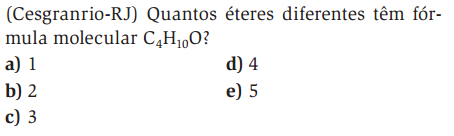 (Cesgranrio-RJ) Quantos éteres diferentes têm fór-
mula molecular C₄H₁₀O?
a) 1
b) 2
c) 3
d) 4
e) 5